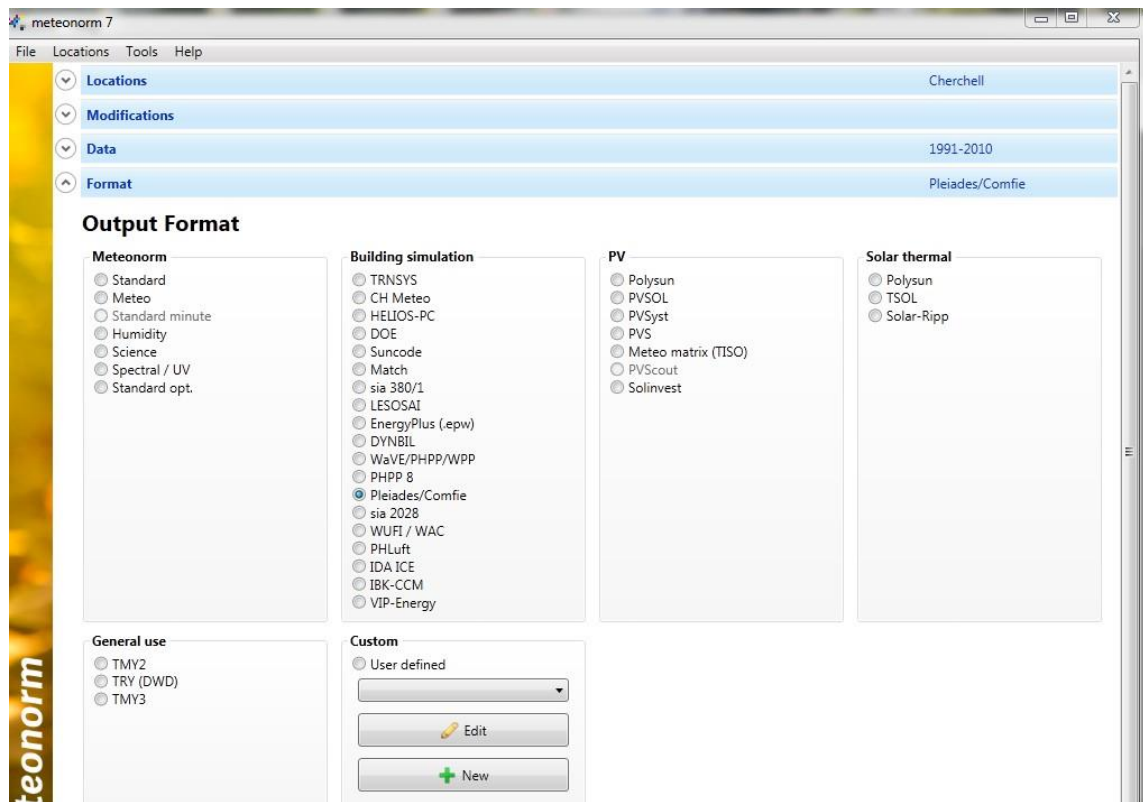 meteonorm 7
File Locations Tools Help
Locations Cherchell
Modifications
Data 1991-2010
Format Pleiades/Comfie
Output Format
Meteonorm
Standard
Meteo
Standard minute
Humidity
Science
Spectral / UV
Standard opt.
Building simulation
TRNSYS
CH Meteo
HELIOS-PC
DOE
Suncode
Match
sia 380/1
LESOSAI
EnergyPlus (.epw)
DYNBIL
WaVE/PHPP/WPP
PHPP 8
Pleiades/Comfie
sia 2028
WUFI / WAC
PHLuft
IDA ICE
IBK-CCM
VIP-Energy
PV
Polysun
PVSOL
PVSyst
PVS
Meteo matrix (TISO)
PVScout
Solinvest
Solar thermal
Polysun
TSOL
Solar-Ripp
General use
TMY2
TRY (DWD)
TMY3
Custom
User defined
Edit
New
teonorm